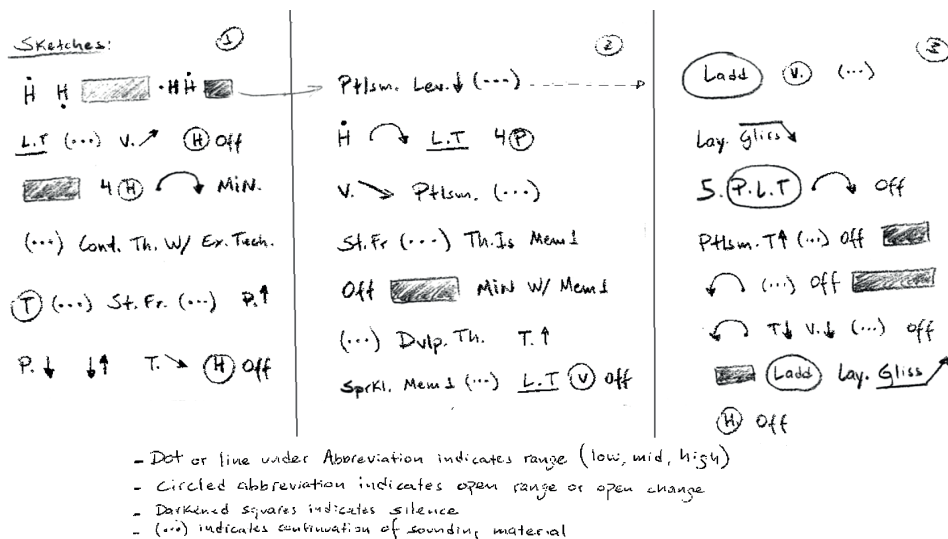 Sketches: 1
H H · H H
L.T (...) V. ↗ H Off
4 H MiN.
(...) Cont. Th. W/ Ex. Tech.
T (...) St. Fr. (...) P. ↑
P. ↓ ↓↑ T. ↘ H Off
2
Ptlsm. Lev. ↓ (...)
H L.T 4 P
V. ↘ Ptlsm. (...)
St. Fr (...) Th. Is Mem 1
Off MiN W/ Mem 1
(...) Dvlp. Th. T. ↑
Sprkl. Mem 1 (...) L.T V Off
3
Ladd V. (...)
Lay. Gliss
5. P.L.T Off
Ptlsm. T↑ (...) Off
(...) Off
T↓ V.↓ (...) Off
Ladd Lay. Gliss
H Off
- Dot or line under Abbreviation indicates range (low, mid, high)
- Circled abbreviation indicates open range or open change
- Darkened squares indicates silence
- (...) indicates continuation of sounding material